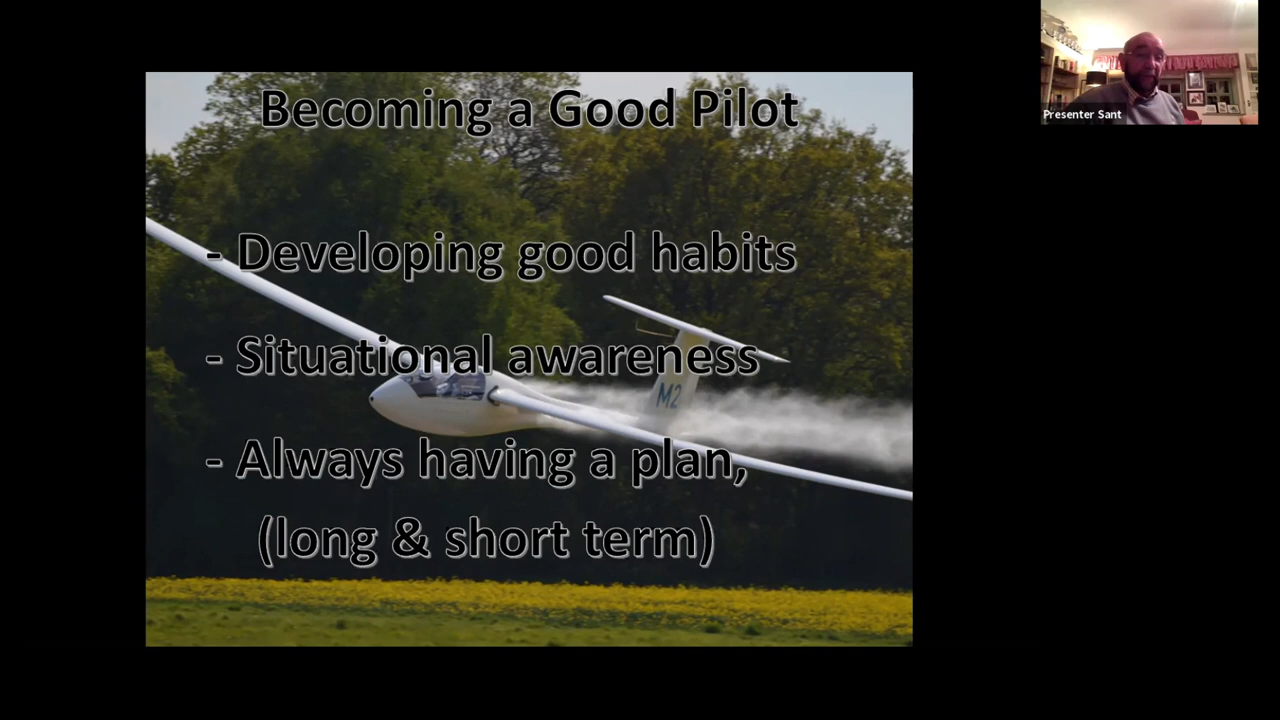 Becoming a Good Pilot
- Developing good habits
- Situational awareness
M2
- Always having a plan,
(long & short term)
Presenter Sant